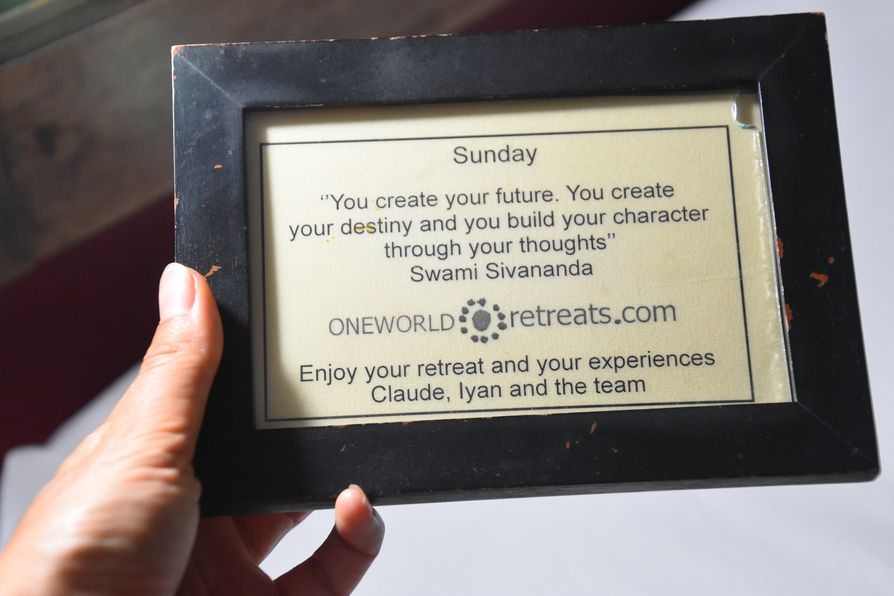 Sunday
‘’You create your future. You create
your destiny and you build your character
through your thoughts’’
Swami Sivananda
ONEWORLD retreats.com
Enjoy your retreat and your experiences
Claude, Iyan and the team